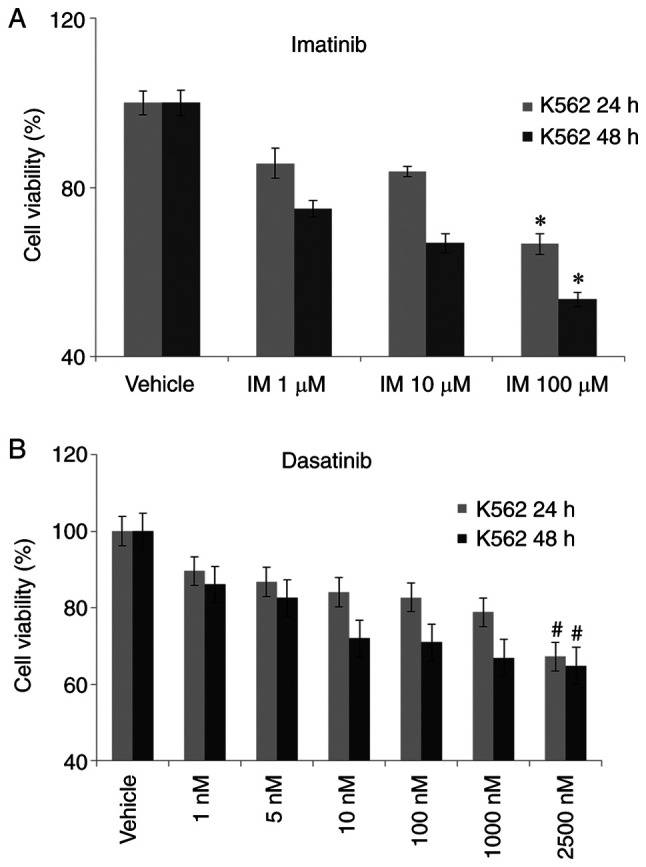 A
120
Imatinib
K562 24 h
K562 48 h
80
Cell viability (%)
*
*
40
Vehicle IM 1 μM IM 10 μM IM 100 μM
B
120
Dasatinib
K562 24 h
K562 48 h
100
Cell viability (%)
80
# #
60
40
Vehicle
1 nM
5 nM
10 nM
100 nM
1000 nM
2500 nM